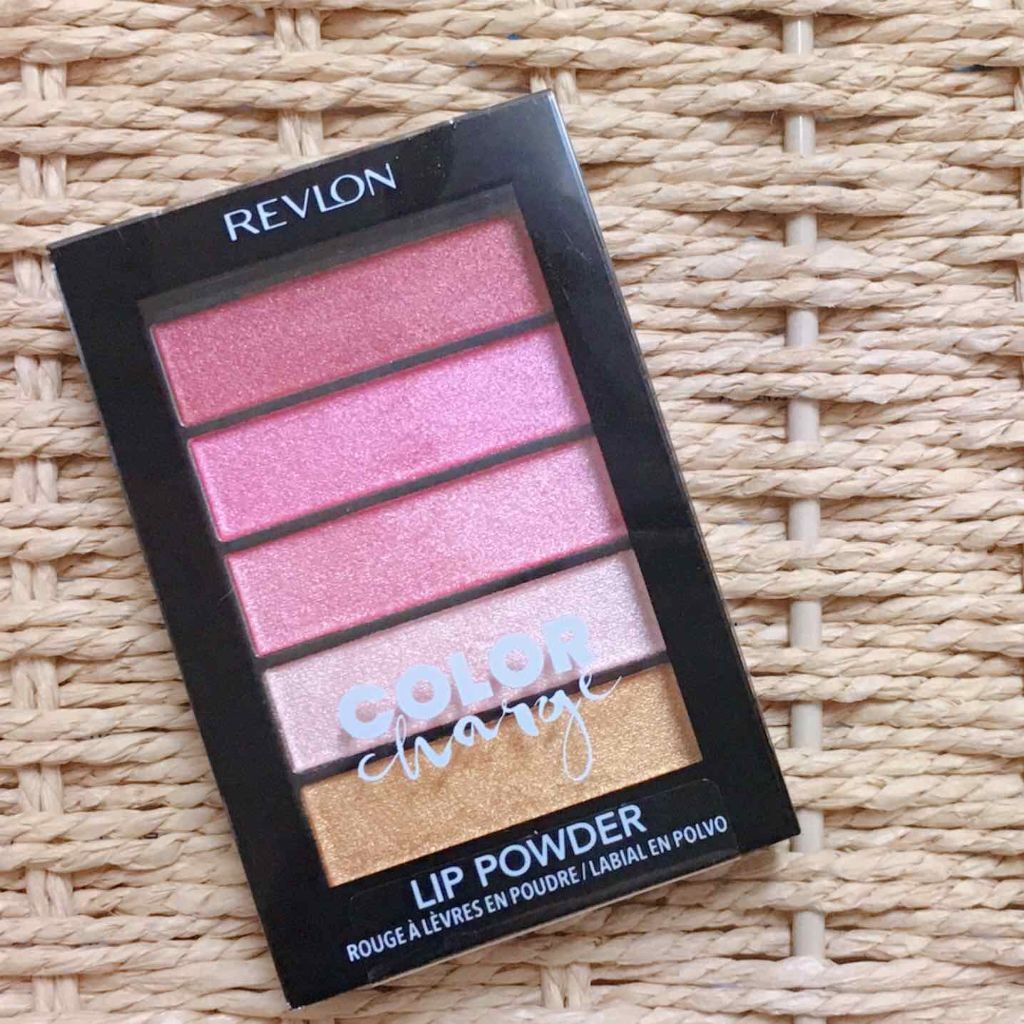 REVLON
COLOR
charge
LIP POWDER
ROUGE À LÈVRES EN POUDRE / LABIAL EN POLVO